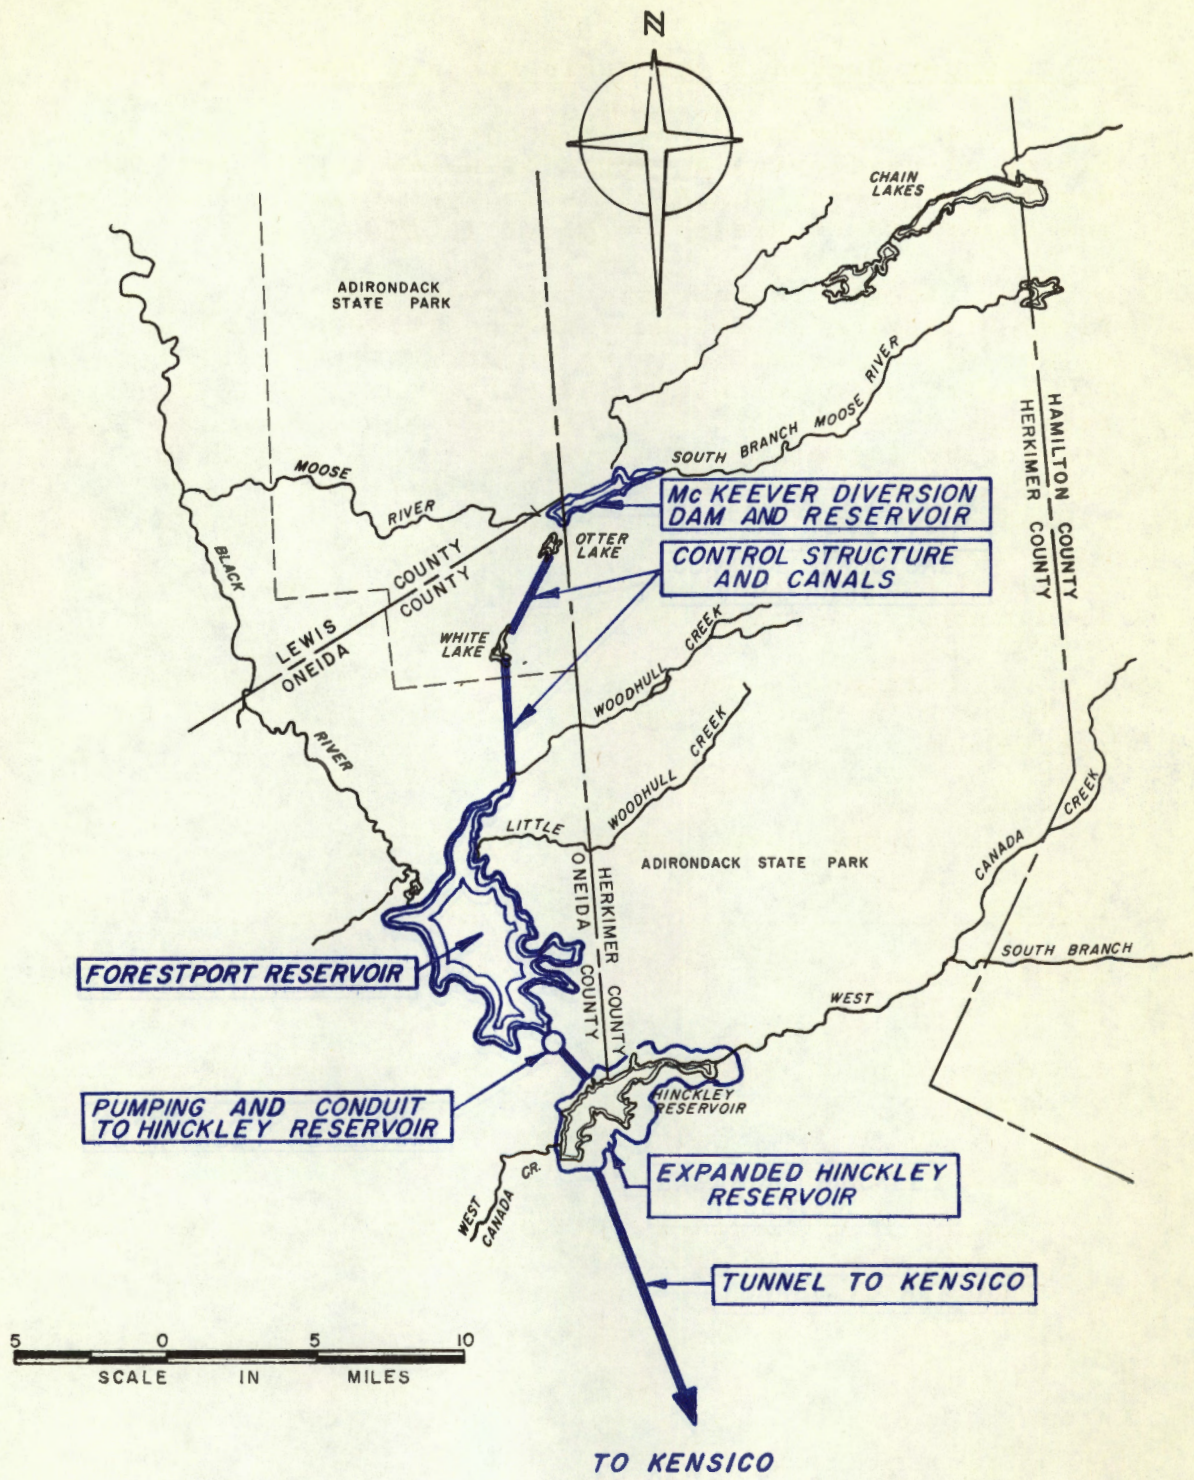 N
CHAIN
LAKES
ADIRONDACK
STATE PARK
SOUTH BRANCH MOOSE RIVER
HAMILTON COUNTY
HERKIMER COUNTY
MOOSE RIVER
Mc KEEVER DIVERSION
DAM AND RESERVOIR
OTTER
LAKE
CONTROL STRUCTURE
AND CANALS
BLACK RIVER
LEWIS COUNTY
ONEIDA COUNTY
WHITE
LAKE
WOODHULL CREEK
LITTLE WOODHULL CREEK
ADIRONDACK STATE PARK
HERKIMER COUNTY
ONEIDA COUNTY
WEST CANADA CREEK
SOUTH BRANCH
FORESTPORT RESERVOIR
PUMPING AND CONDUIT
TO HINCKLEY RESERVOIR
HINCKLEY
RESERVOIR
EXPANDED HINCKLEY
RESERVOIR
WEST
CANADA CR.
TUNNEL TO KENSICO
5 0 5 10
SCALE IN MILES
TO KENSICO